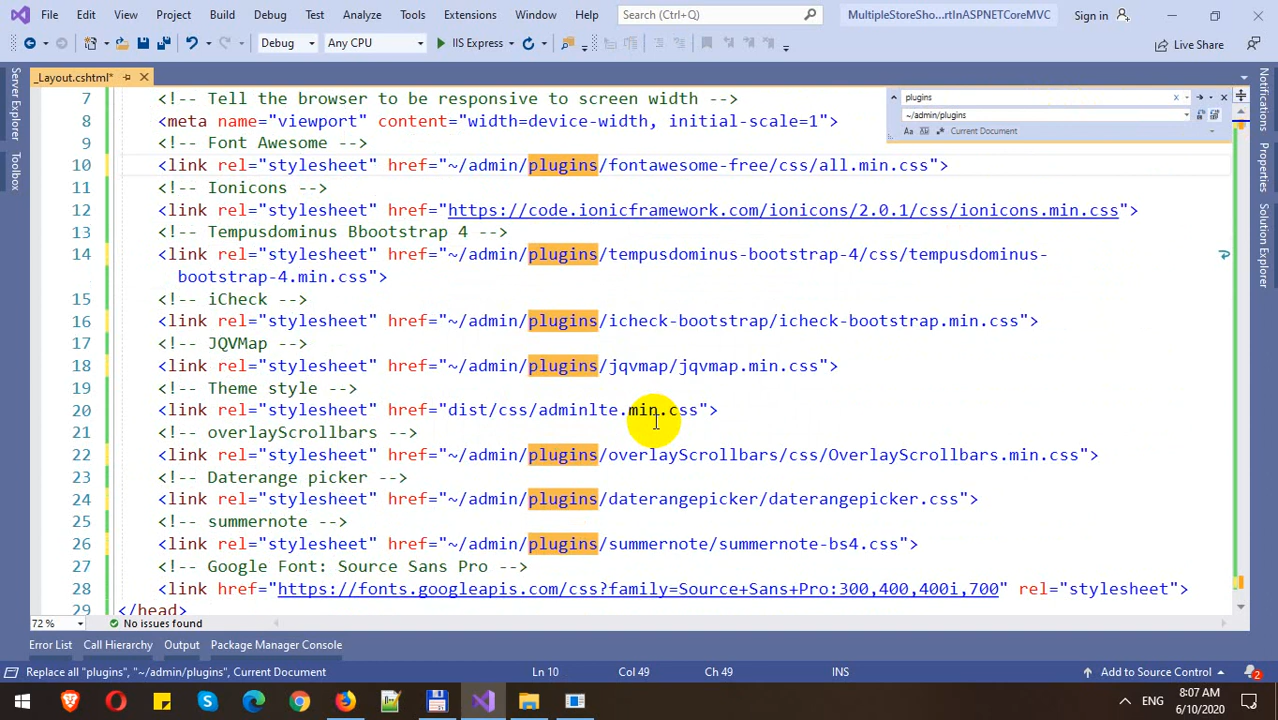 File Edit View Project Build Debug Test Analyze Tools Extensions Window Help Search (Ctrl+Q) MultipleStoreSho...rtInASPNETCoreMVC Sign in
Debug Any CPU IIS Express Live Share
_Layout.cshtml*
Server Explorer
Toolbox
Notifications
Properties
Solution Explorer
plugins
~/admin/plugins
Aa Current Document
7 <!-- Tell the browser to be responsive to screen width -->
8 <meta name="viewport" content="width=device-width, initial-scale=1">
9 <!-- Font Awesome -->
10 <link rel="stylesheet" href="~/admin/plugins/fontawesome-free/css/all.min.css">
11 <!-- Ionicons -->
12 <link rel="stylesheet" href="https://code.ionicframework.com/ionicons/2.0.1/css/ionicons.min.css">
13 <!-- Tempusdominus Bbootstrap 4 -->
14 <link rel="stylesheet" href="~/admin/plugins/tempusdominus-bootstrap-4/css/tempusdominus-
bootstrap-4.min.css">
15 <!-- iCheck -->
16 <link rel="stylesheet" href="~/admin/plugins/icheck-bootstrap/icheck-bootstrap.min.css">
17 <!-- JQVMap -->
18 <link rel="stylesheet" href="~/admin/plugins/jqvmap/jqvmap.min.css">
19 <!-- Theme style -->
20 <link rel="stylesheet" href="dist/css/adminlte.min.css">
21 <!-- overlayScrollbars -->
22 <link rel="stylesheet" href="~/admin/plugins/overlayScrollbars/css/OverlayScrollbars.min.css">
23 <!-- Daterange picker -->
24 <link rel="stylesheet" href="~/admin/plugins/daterangepicker/daterangepicker.css">
25 <!-- summernote -->
26 <link rel="stylesheet" href="~/admin/plugins/summernote/summernote-bs4.css">
27 <!-- Google Font: Source Sans Pro -->
28 <link href="https://fonts.googleapis.com/css?family=Source+Sans+Pro:300,400,400i,700" rel="stylesheet">
29 </head>
72 % No issues found
Error List Call Hierarchy Output Package Manager Console
Replace all "plugins", "~/admin/plugins", Current Document Ln 10 Col 49 Ch 49 INS Add to Source Control 2
ENG 8:07 AM
6/10/2020